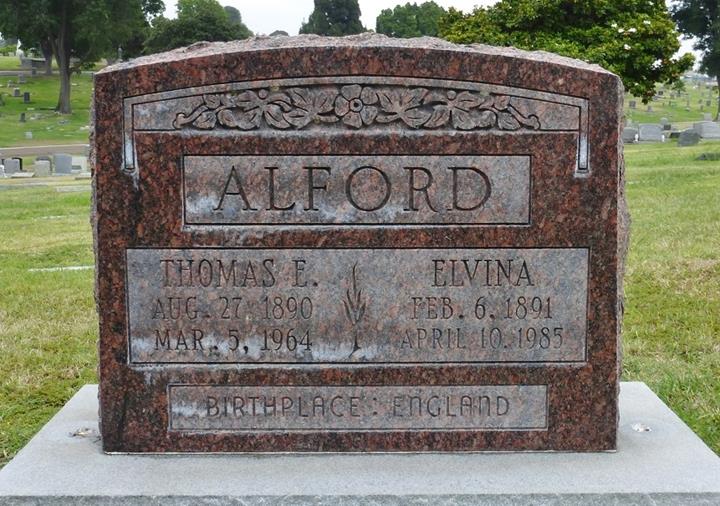 ALFORD
THOMAS E.
AUG. 27, 1890
MAR. 5, 1964
ELVINA
FEB. 6, 1891
APRIL 10, 1985
BIRTHPLACE: ENGLAND